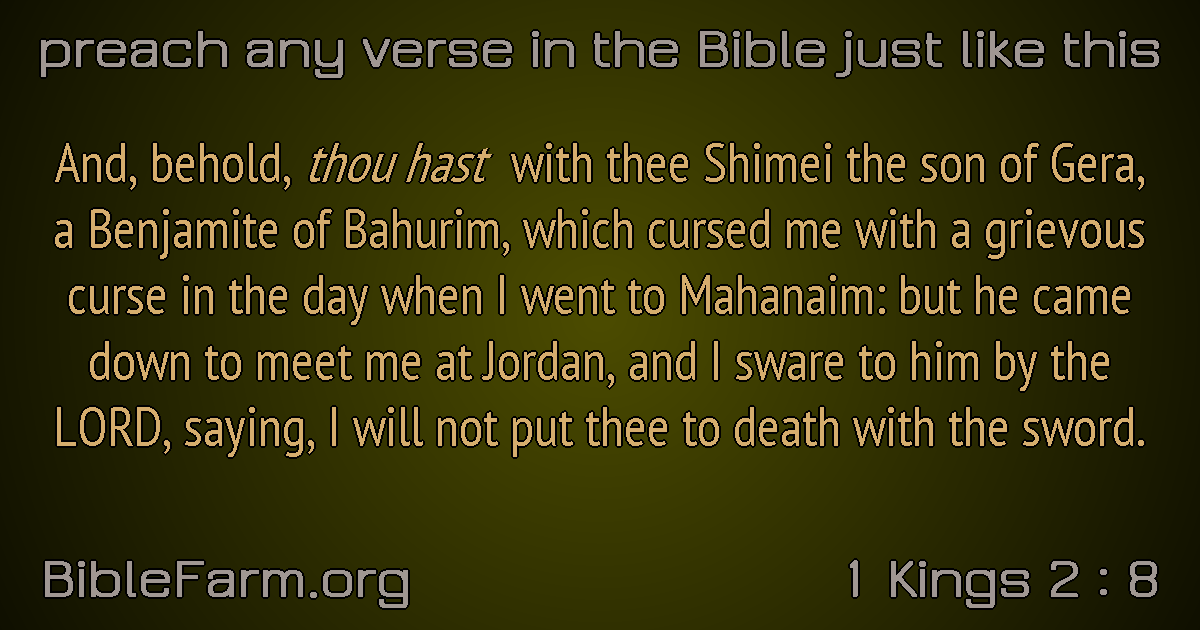 preach any verse in the Bible just like this
And, behold, thou hast with thee Shimei the son of Gera,
a Benjamite of Bahurim, which cursed me with a grievous
curse in the day when I went to Mahanaim: but he came
down to meet me at Jordan, and I sware to him by the
LORD, saying, I will not put thee to death with the sword.
BibleFarm.org
1 Kings 2 : 8